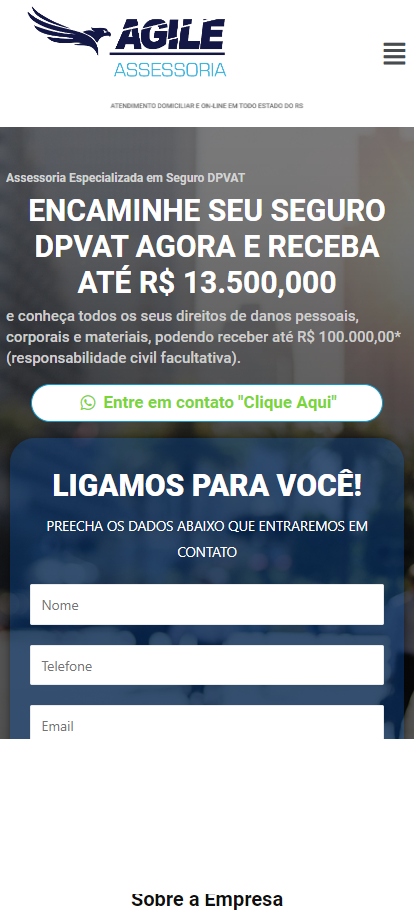 AGILE
ASSESSORIA
ATENDIMENTO DOMICILIAR E ON-LINE EM TODO ESTADO DO RS
Assessoria Especializada em Seguro DPVAT
ENCAMINHE SEU SEGURO
DPVAT AGORA E RECEBA
ATÉ R$ 13.500,000
e conheça todos os seus direitos de danos pessoais,
corporais e materiais, podendo receber até R$ 100.000,00*
(responsabilidade civil facultativa).
Entre em contato "Clique Aqui"
LIGAMOS PARA VOCÊ!
PREECHA OS DADOS ABAIXO QUE ENTRAREMOS EM
CONTATO
Nome
Telefone
Email
Sobre a Empresa